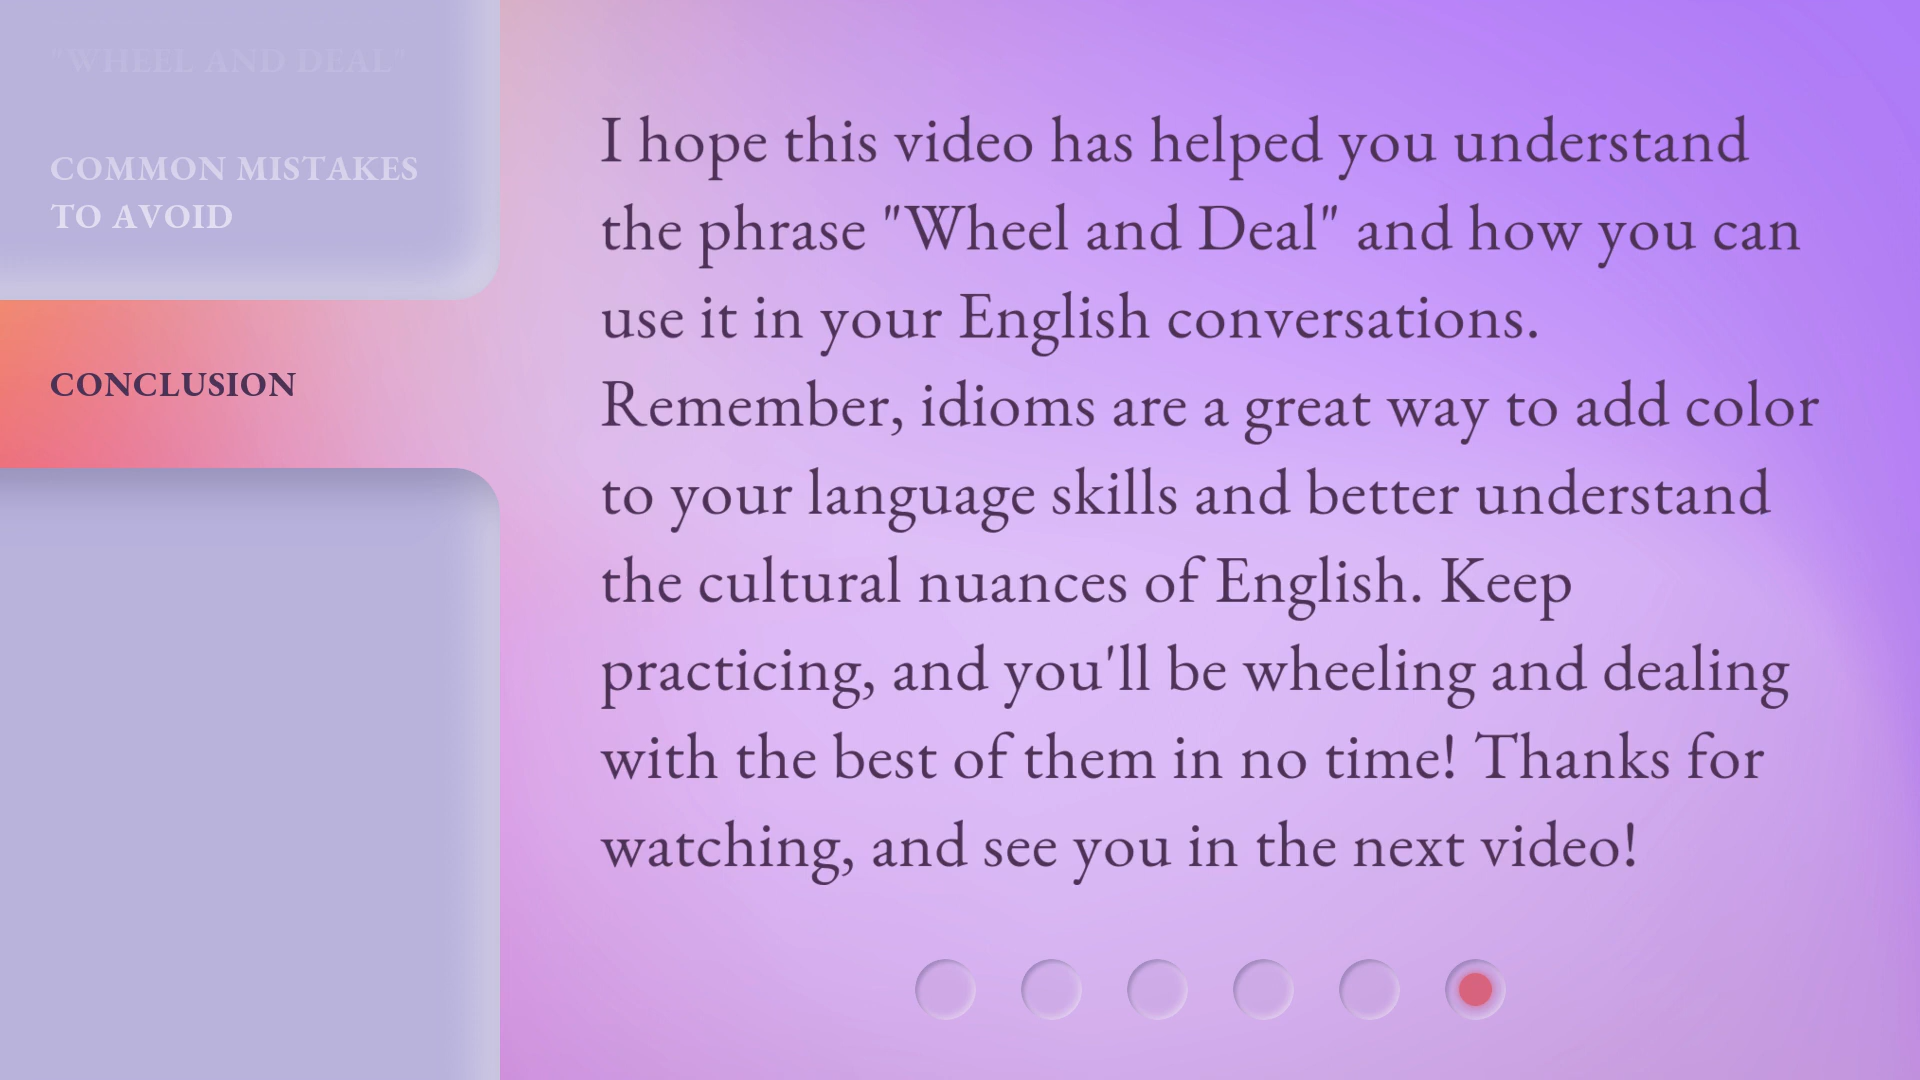 "WHEEL AND DEAL"
COMMON MISTAKES
TO AVOID
CONCLUSION
I hope this video has helped you understand
the phrase "Wheel and Deal" and how you can
use it in your English conversations.
Remember, idioms are a great way to add color
to your language skills and better understand
the cultural nuances of English. Keep
practicing, and you'll be wheeling and dealing
with the best of them in no time! Thanks for
watching, and see you in the next video!